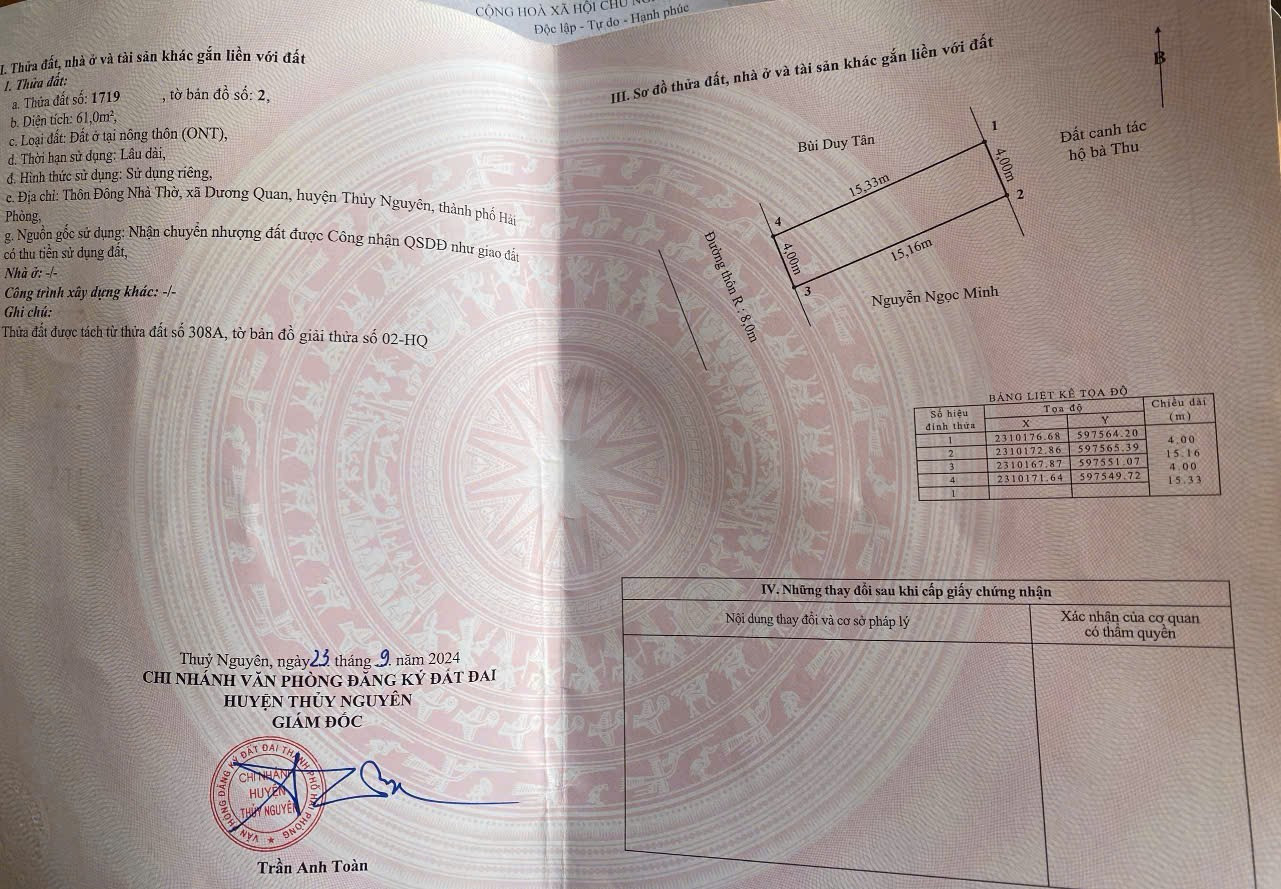 CỘNG HOÀ XÃ HỘI CHỦ
Độc lập - Tự do - Hạnh phúc
I. Thửa đất, nhà ở và tài sản khác gắn liền với đất
1. Thửa đất:
a. Thửa đất số: 1719 , tờ bản đồ số: 2,
b. Diện tích: 61,0m²,
c. Loại đất: Đất ở tại nông thôn (ONT),
d. Thời hạn sử dụng: Lâu dài,
đ. Hình thức sử dụng: Sử dụng riêng,
e. Địa chỉ: Thôn Đông Nhà Thờ, xã Dương Quan, huyện Thủy Nguyên, thành phố Hải
Phòng,
g. Nguồn gốc sử dụng: Nhận chuyển nhượng đất được Công nhận QSDĐ như giao đất
có thu tiền sử dụng đất,
Nhà ở: -/-
Công trình xây dựng khác: -/-
Ghi chú:
Thửa đất được tách từ thửa đất số 308A, tờ bản đồ giải thửa số 02-HQ
Thuỷ Nguyên, ngày 23 tháng 9. năm 2024
CHI NHÁNH VĂN PHÒNG ĐĂNG KÝ ĐẤT ĐAI
HUYỆN THỦY NGUYÊN
GIÁM ĐỐC
VĂN PHÒNG ĐĂNG KÝ ĐẤT ĐAI THÀNH PHỐ HẢI PHÒNG
CHI NHÁNH
HUYỆN
THỦY NGUYÊN
Trần Anh Toàn
III. Sơ đồ thửa đất, nhà ở và tài sản khác gắn liền với đất
B
Bùi Duy Tân
1
Đất canh tác
hộ bà Thu
15,33m
4,00m
2
4
4,00m
15,16m
3
Đường thôn R : 8,0m
Nguyễn Ngọc Minh
BẢNG LIỆT KÊ TỌA ĐỘ
Số hiệu đỉnh thửa Tọa độ Chiều dài (m)
X Y
1 2310176.68 597564.20
4.00
2 2310172.86 597565.39
15.16
3 2310167.87 597551.07
4.00
4 2310171.64 597549.72
15.33
1
IV. Những thay đổi sau khi cấp giấy chứng nhận
Nội dung thay đổi và cơ sở pháp lý
Xác nhận của cơ quan
có thẩm quyền